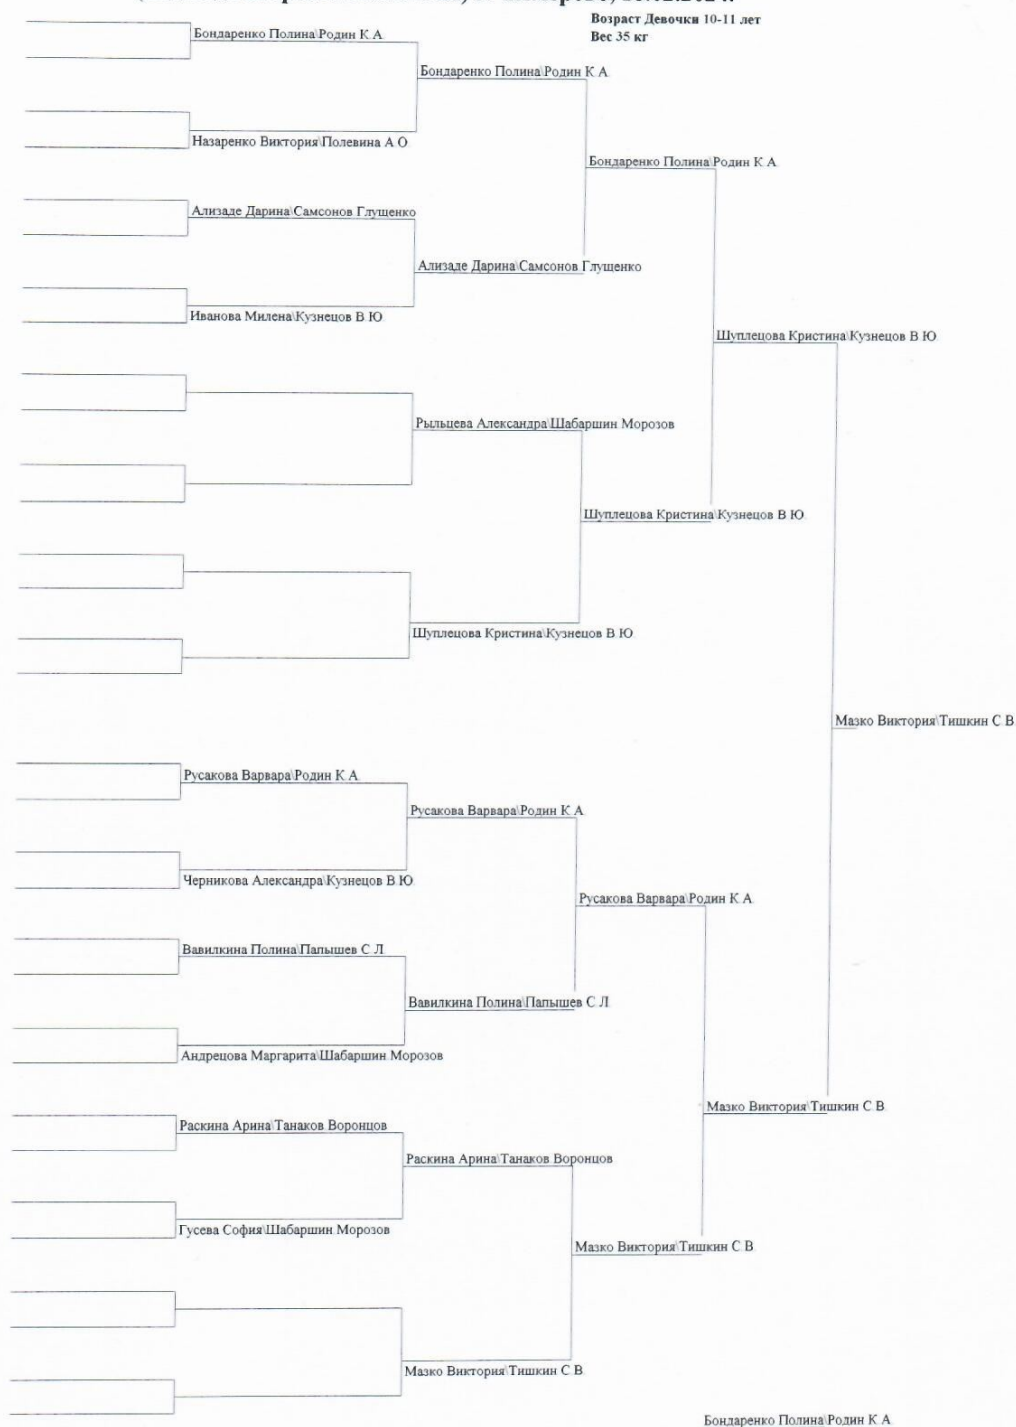 Возраст Девочки 10-11 лет
Вес 35 кг
Бондаренко Полина\Родин К А
Бондаренко Полина\Родин К А
Назаренко Виктория\Полевина А О
Бондаренко Полина\Родин К А
Ализаде Дарина\Самсонов Глущенко
Ализаде Дарина\Самсонов Глущенко
Иванова Милена\Кузнецов В Ю
Шуплецова Кристина\Кузнецов В Ю
Рыльцева Александра\Шабаршин Морозов
Шуплецова Кристина\Кузнецов В Ю
Шуплецова Кристина\Кузнецов В Ю
Мазко Виктория\Тишкин С В
Русакова Варвара\Родин К А
Русакова Варвара\Родин К А
Черникова Александра\Кузнецов В Ю
Русакова Варвара\Родин К А
Вавилкина Полина\Папышев С Л
Вавилкина Полина\Папышев С Л
Андрецова Маргарита\Шабаршин Морозов
Мазко Виктория\Тишкин С В
Раскина Арина\Танаков Воронцов
Раскина Арина\Танаков Воронцов
Гусева София\Шабаршин Морозов
Мазко Виктория\Тишкин С В
Мазко Виктория\Тишкин С В
Бондаренко Полина\Родин К А